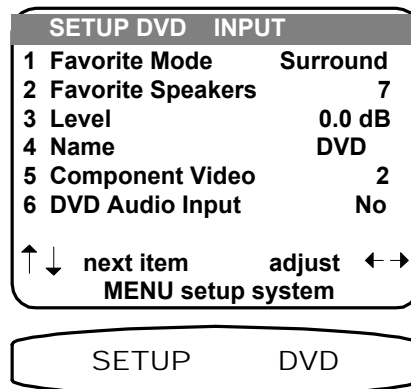 SETUP DVD INPUT
1 Favorite Mode Surround
2 Favorite Speakers 7
3 Level 0.0 dB
4 Name DVD
5 Component Video 2
6 DVD Audio Input No
↑ ↓ next item adjust ← →
MENU setup system
SETUP DVD